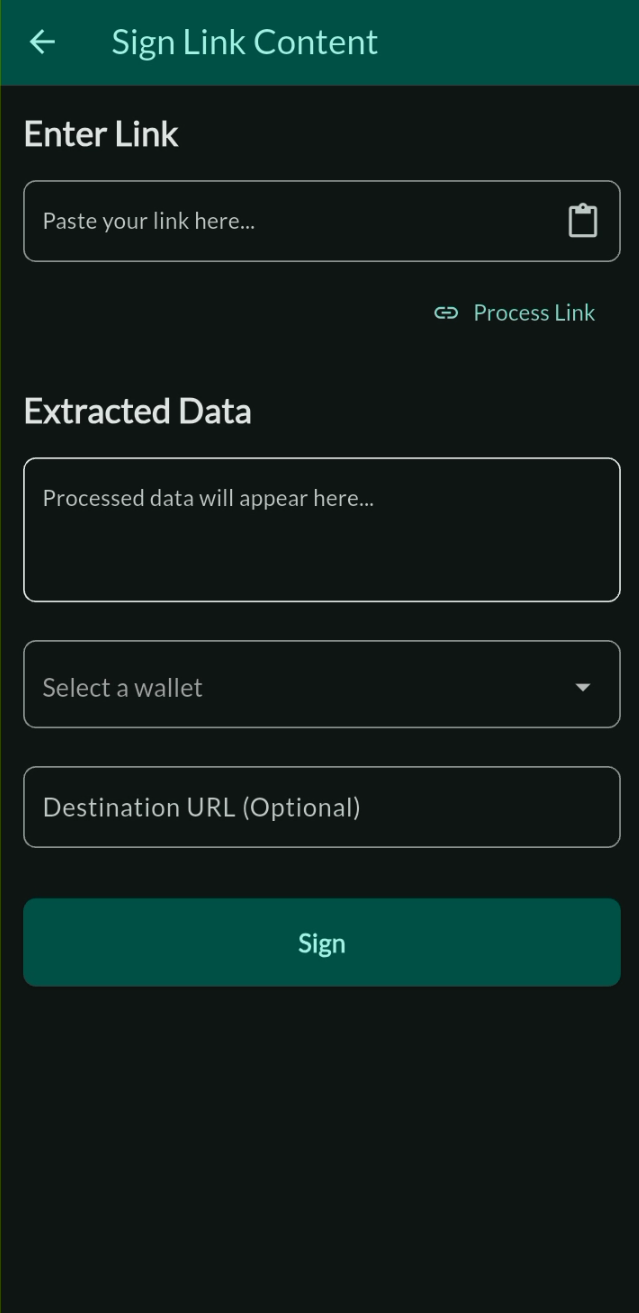 Sign Link Content
Enter Link
Paste your link here...
Process Link
Extracted Data
Processed data will appear here...
Select a wallet
Destination URL (Optional)
Sign